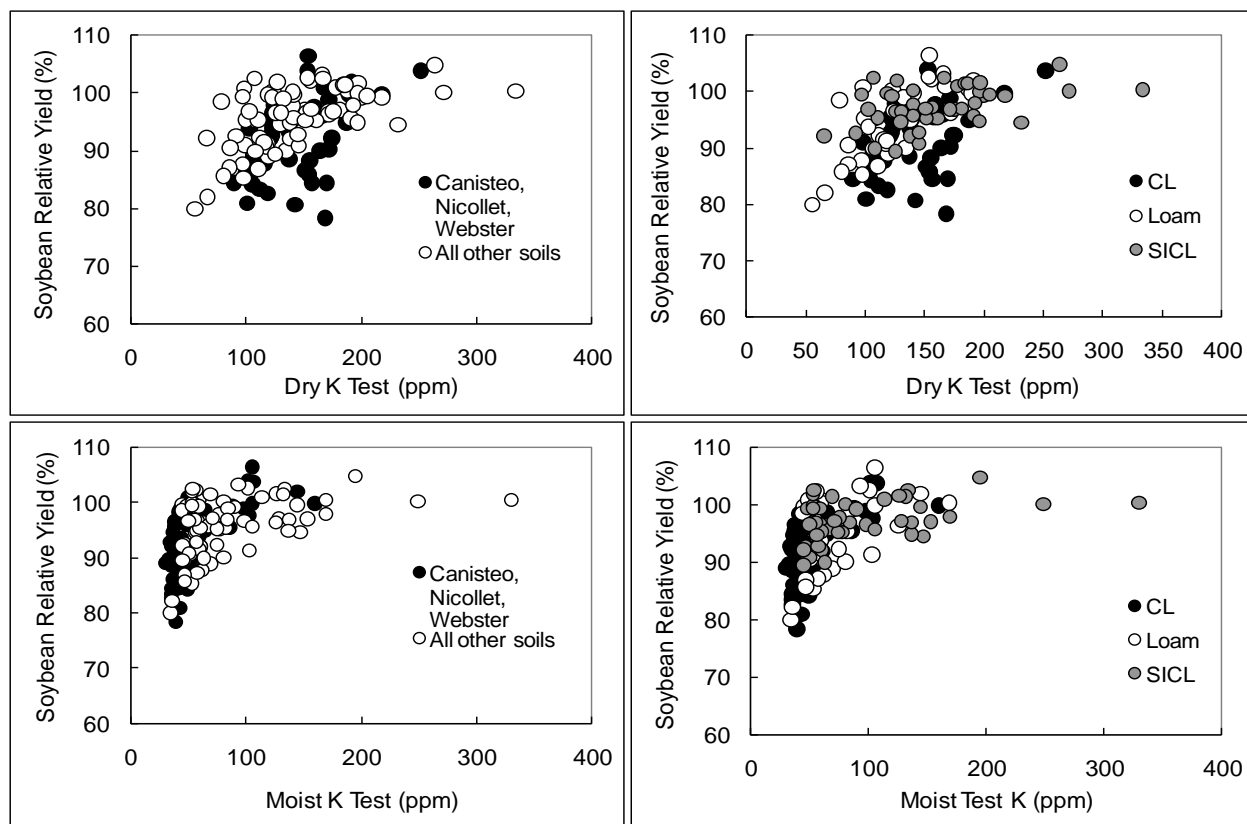 110
100
90
80
70
60
Soybean Relative Yield (%)
Canisteo,
Nicollet,
Webster
All other soils
0 100 200 300 400
Dry K Test (ppm)
110
100
90
80
70
60
Soybean Relative Yield (%)
CL
Loam
SICL
0 50 100 150 200 250 300 350 400
Dry K Test (ppm)
110
100
90
80
70
60
Soybean Relative Yield (%)
Canisteo,
Nicollet,
Webster
All other soils
0 100 200 300 400
Moist K Test (ppm)
110
100
90
80
70
60
Soybean Relative Yield (%)
CL
Loam
SICL
0 100 200 300 400
Moist Test K (ppm)